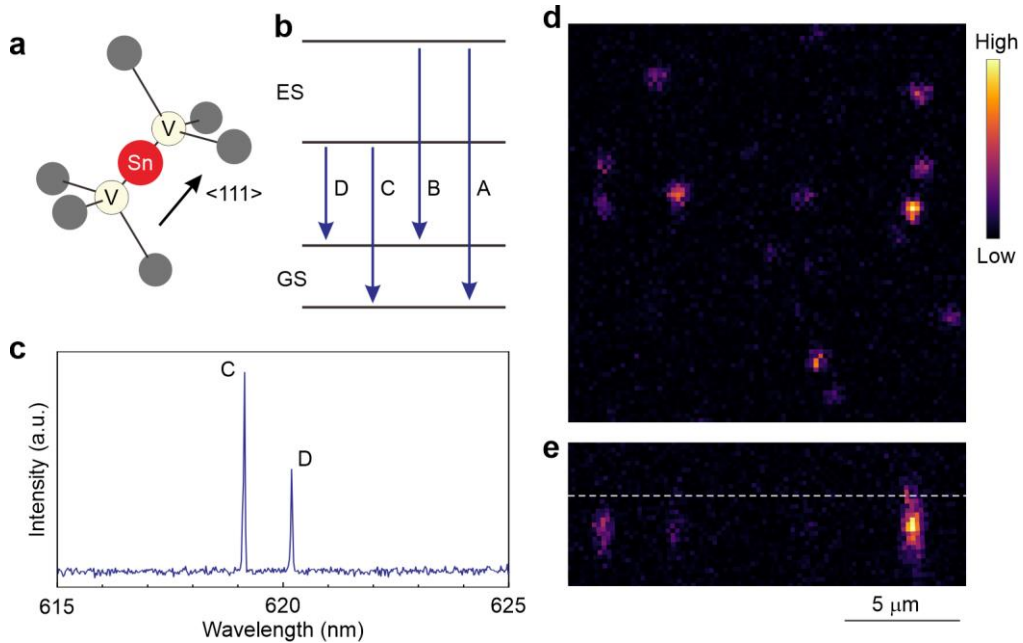 a
V
Sn
V
<111>
b
ES
D
C
B
A
GS
c
Intensity (a.u.)
C
D
615
620
625
Wavelength (nm)
d
High
Low
e
5 μm